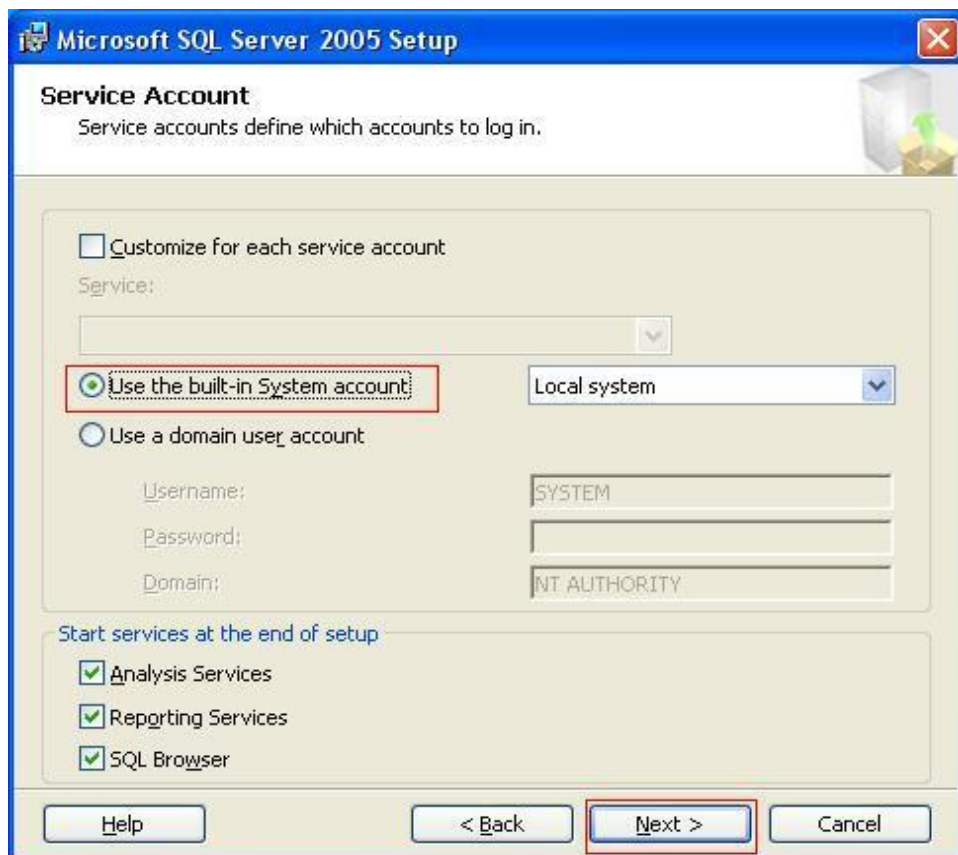 Microsoft SQL Server 2005 Setup
Service Account
Service accounts define which accounts to log in.
Customize for each service account
Service:
Use the built-in System account
Local system
Use a domain user account
Username:
SYSTEM
Password:
Domain:
NT AUTHORITY
Start services at the end of setup
Analysis Services
Reporting Services
SQL Browser
Help
< Back
Next >
Cancel